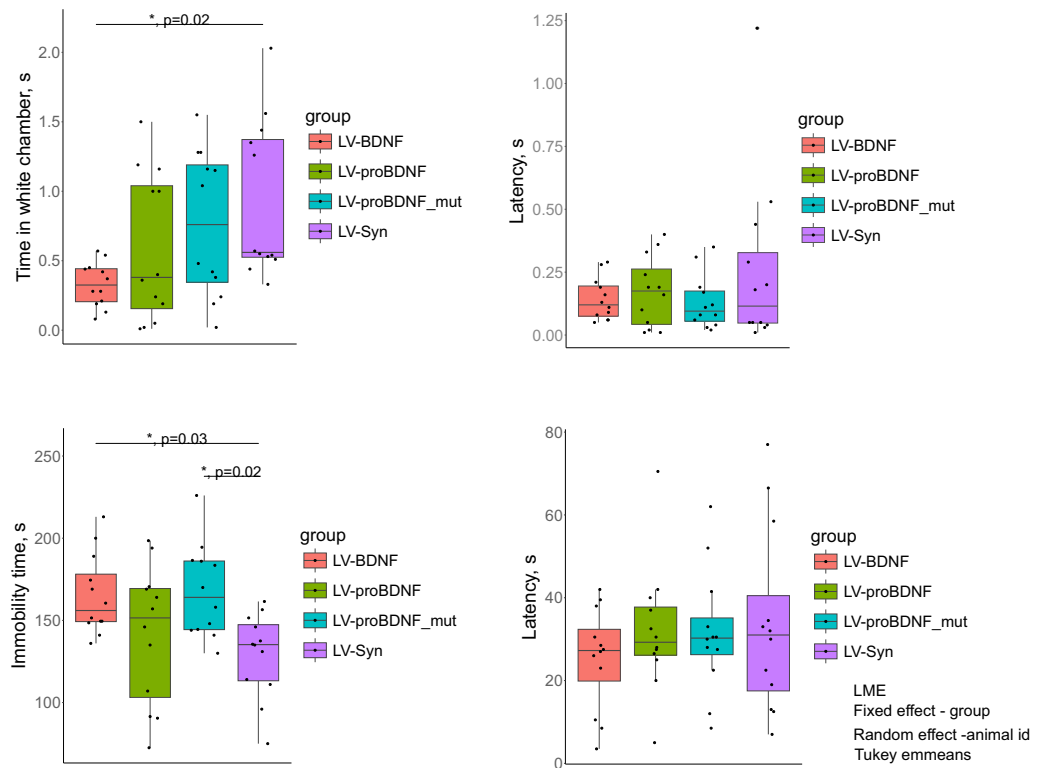 *, p=0.02
Time in white chamber, s
2.0
1.5
1.0
0.5
0.0
group
LV-BDNF
LV-proBDNF
LV-proBDNF_mut
LV-Syn
Latency, s
1.25
1.00
0.75
0.50
0.25
0.00
group
LV-BDNF
LV-proBDNF
LV-proBDNF_mut
LV-Syn
*, p=0.03
*, p=0.02
Immobility time, s
250
200
150
100
group
LV-BDNF
LV-proBDNF
LV-proBDNF_mut
LV-Syn
Latency, s
80
60
40
20
0
group
LV-BDNF
LV-proBDNF
LV-proBDNF_mut
LV-Syn
LME
Fixed effect - group
Random effect -animal id
Tukey emmeans